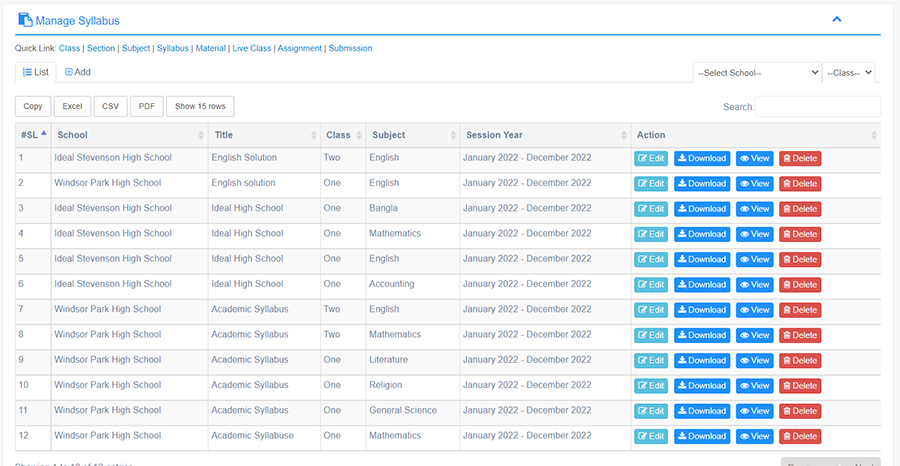 Manage Syllabus
Quick Link: Class | Section | Subject | Syllabus | Material | Live Class | Assignment | Submission
List Add --Select School-- --Class--
Copy Excel CSV PDF Show 15 rows Search:
#SL School Title Class Subject Session Year Action
1 Ideal Stevenson High School English Solution Two English January 2022 - December 2022 Edit Download View Delete
2 Windsor Park High School English solution One English January 2022 - December 2022 Edit Download View Delete
3 Ideal Stevenson High School Ideal High School One Bangla January 2022 - December 2022 Edit Download View Delete
4 Ideal Stevenson High School Ideal High School One Mathematics January 2022 - December 2022 Edit Download View Delete
5 Ideal Stevenson High School Ideal High School One English January 2022 - December 2022 Edit Download View Delete
6 Ideal Stevenson High School Ideal High School One Accounting January 2022 - December 2022 Edit Download View Delete
7 Windsor Park High School Academic Syllabus Two English January 2022 - December 2022 Edit Download View Delete
8 Windsor Park High School Academic Syllabus Two Mathematics January 2022 - December 2022 Edit Download View Delete
9 Windsor Park High School Academic Syllabus One Literature January 2022 - December 2022 Edit Download View Delete
10 Windsor Park High School Academic Syllabus One Religion January 2022 - December 2022 Edit Download View Delete
11 Windsor Park High School Academic Syllabus One General Science January 2022 - December 2022 Edit Download View Delete
12 Windsor Park High School Academic Syllabuse One Mathematics January 2022 - December 2022 Edit Download View Delete